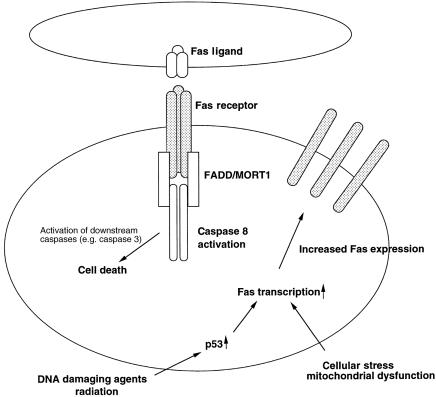 Fas ligand
Fas receptor
FADD/MORT1
Activation of downstream
caspases (e.g. caspase 3)
Caspase 8
activation
Cell death
Increased Fas expression
Fas transcription
p53
Cellular stress
mitochondrial dysfunction
DNA damaging agents
radiation